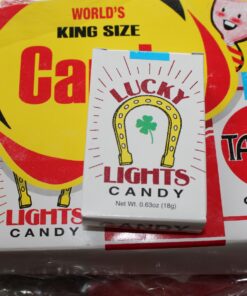 WORLD'S
KING SIZE
Ca
LUCKY
LIGHTS
CANDY
Net Wt. 0.63oz (18g)
LIGHTS
CANDY
TA